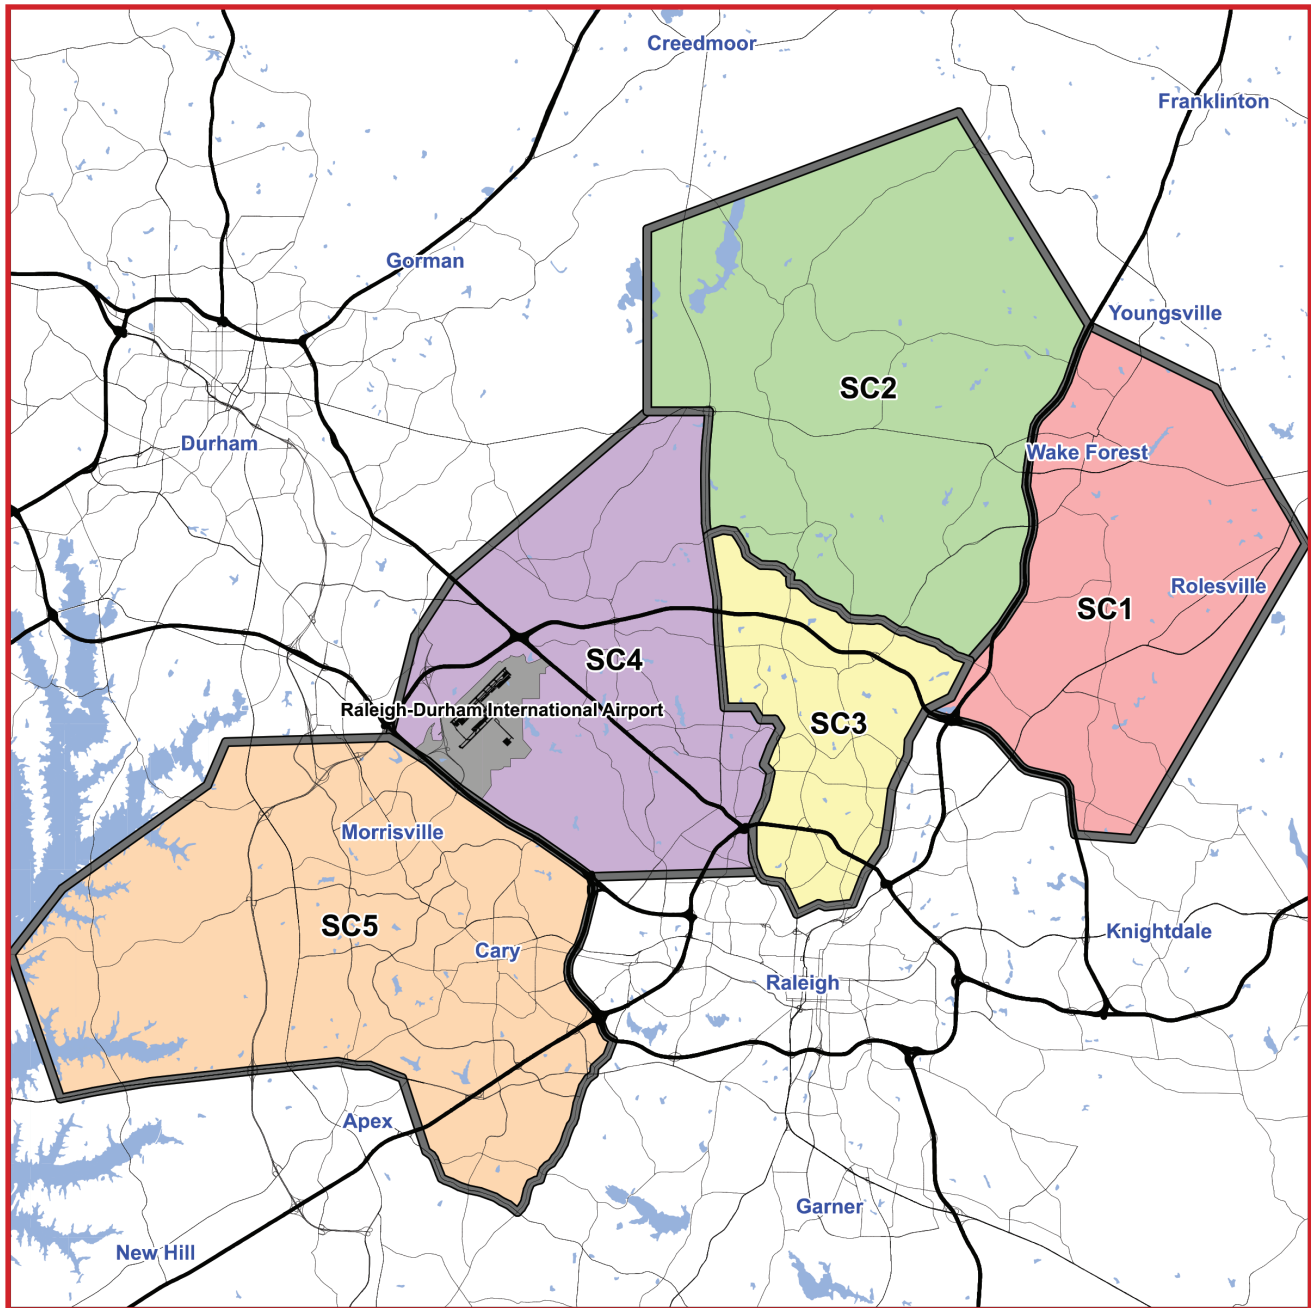 Creedmoor
Franklinton
Gorman
Youngsville
SC2
Durham
Wake Forest
Rolesville
SC1
SC4
Raleigh-Durham International Airport
SC3
Morrisville
SC5
Knightdale
Cary
Raleigh
Apex
Garner
New Hill